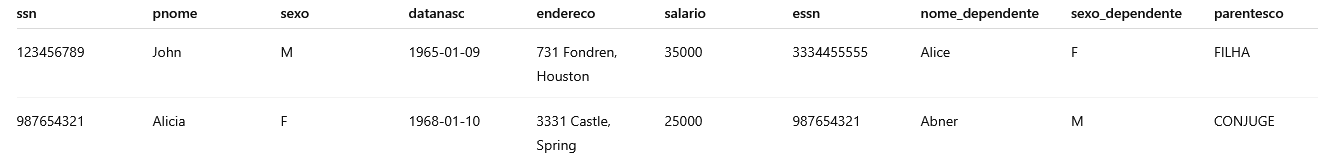 ssn pnome sexo datanasc endereco salario essn nome_dependente sexo_dependente parentesco
123456789 John M 1965-01-09 731 Fondren, 35000 3334455555 Alice F FILHA
Houston
987654321 Alicia F 1968-01-10 3331 Castle, 25000 987654321 Abner M CONJUGE
Spring